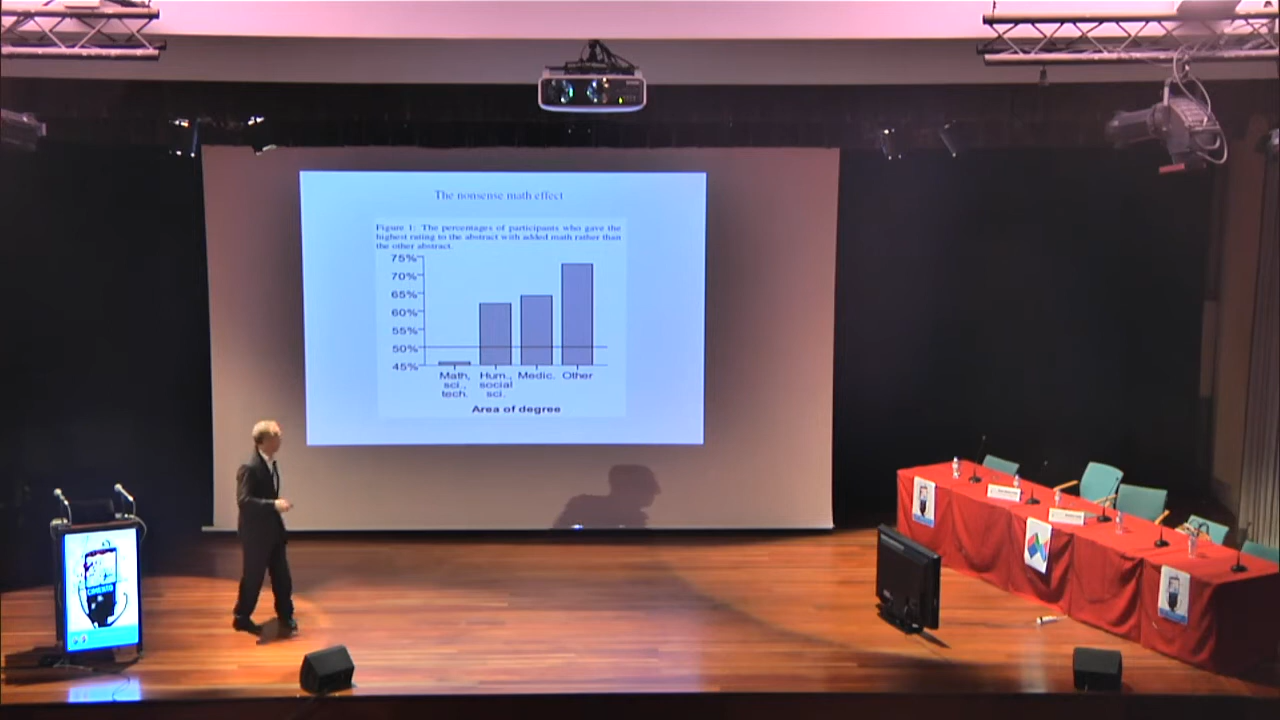 The nonsense math effect
Figure 1: The percentages of participants who gave the
highest rating to the abstract with added math rather than
the other abstract.
75%
70%
65%
60%
55%
50%
45%
Math, sci., tech.
Hum., social sci.
Medic.
Other
Area of degree
CIMENTO